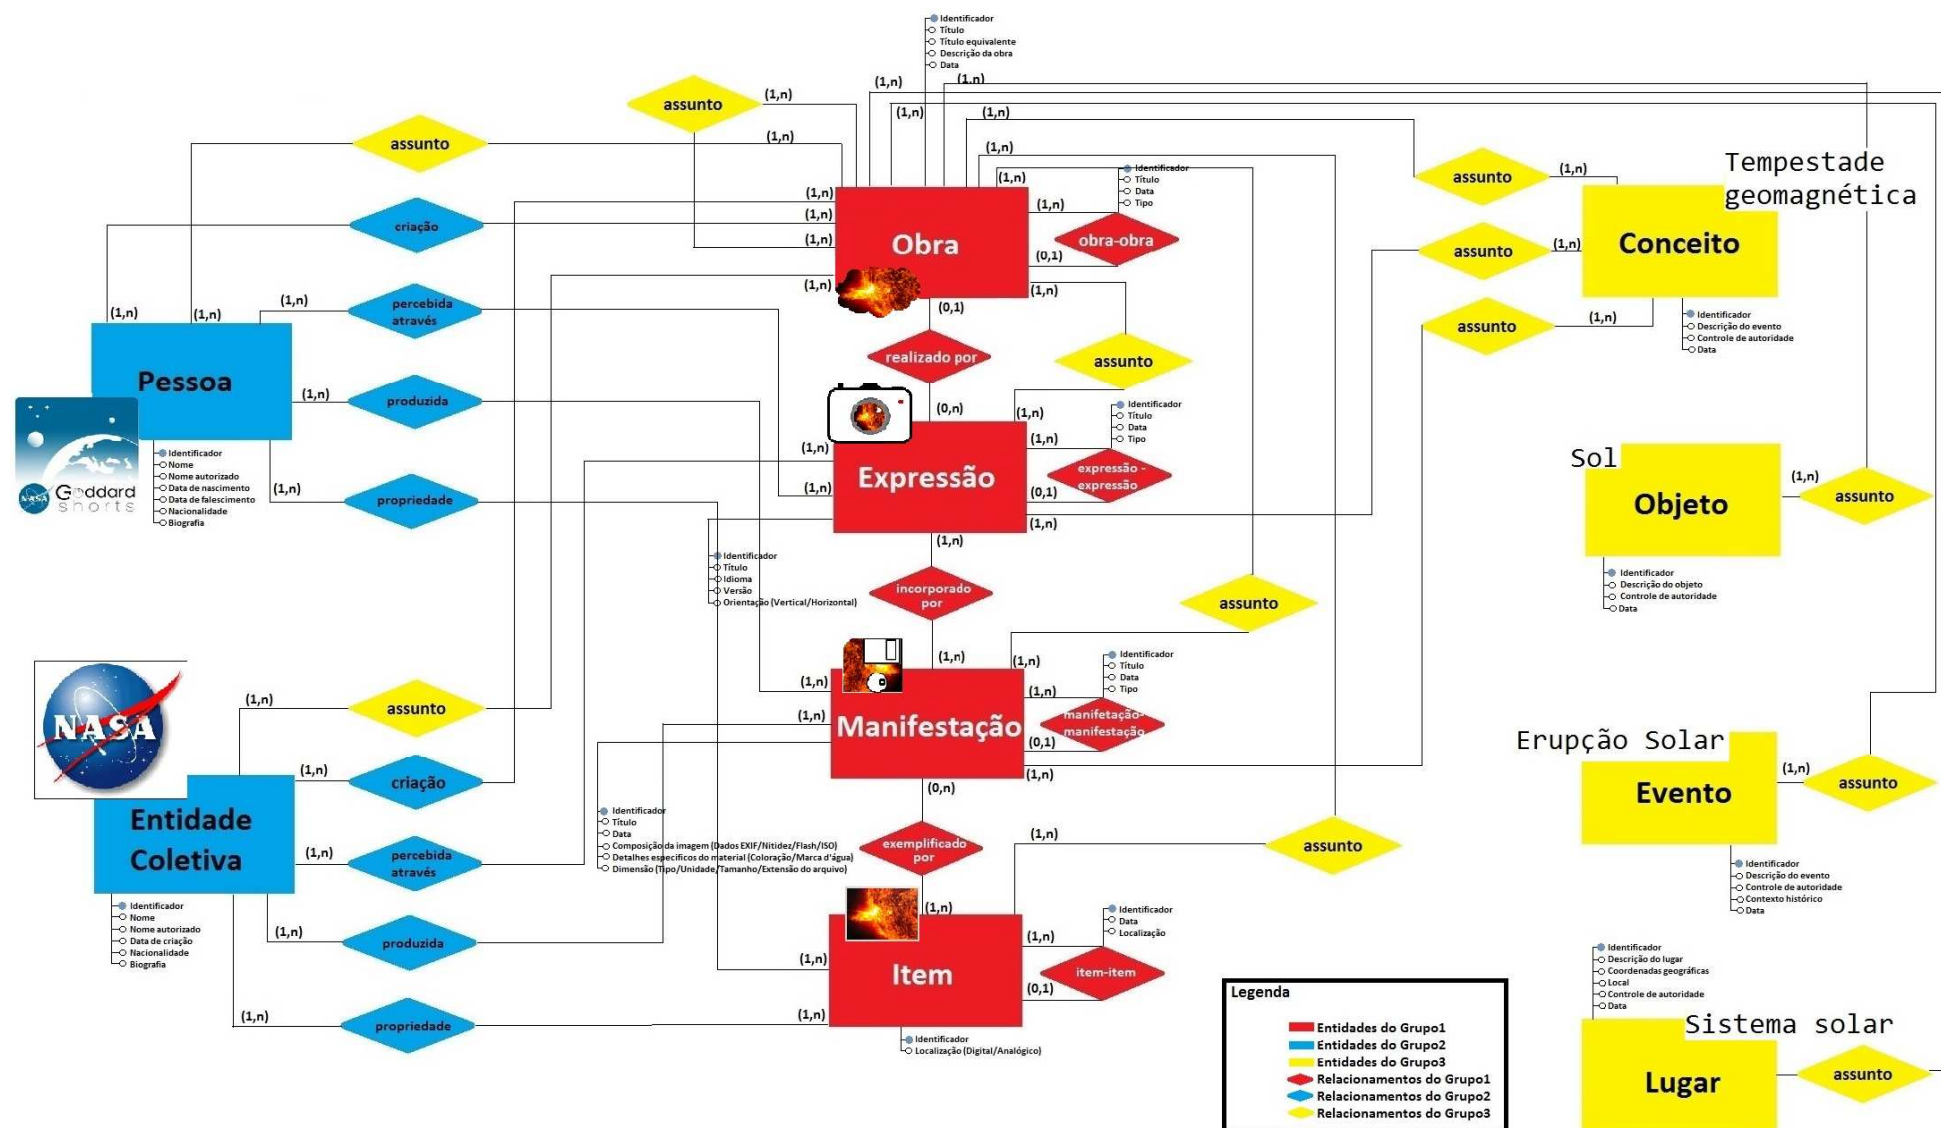 Identificador
Título
Título equivalente
Descrição da obra
Data
(1,n)
(1,n)
assunto
(1,n)
(1,n)
(1,n)
assunto
(1,n)
(1,n)
(1,n)
Identificador
Título
Data
Tipo
assunto
(1,n)
Tempestade
geomagnética
criação
(1,n)
(1,n)
(1,n)
(1,n)
Obra
obra-obra
(0,1)
assunto
(1,n)
Conceito
(1,n)
(1,n)
(0,1)
(1,n)
(1,n)
(1,n)
(1,n)
percebida
através
assunto
(1,n)
Identificador
Descrição do evento
Controle de autoridade
Data
realizado por
assunto
Pessoa
(1,n)
produzida
(0,n)
(1,n)
Identificador
Título
Data
Tipo
(1,n)
(1,n)
Expressão
expressão -
expressão
(0,1)
(1,n)
(1,n)
NASA
Goddard
shorts
Identificador
Nome
Nome autorizado
Data de nascimento
Data de falescimento
Nacionalidade
Biografia
(1,n)
propriedade
(1,n)
Sol
Objeto
(1,n)
assunto
Identificador
Descrição do objeto
Controle de autoridade
Data
Identificador
Título
Idioma
Versão
Orientação (Vertical/Horizontal)
incorporado
por
assunto
(1,n)
(1,n)
Identificador
Título
Data
Tipo
NASA
(1,n)
assunto
(1,n)
(1,n)
(1,n)
Manifestação
manifetação-
manifestação
(0,1)
(1,n)
Erupção Solar
Evento
(1,n)
assunto
(1,n)
criação
(0,n)
Entidade
Coletiva
Identificador
Título
Data
Composição da imagem (Dados EXIF/Nitidez/Flash/ISO)
Detalhes especificos do material (Coloração/Marca d'água)
Dimensão (Tipo/Unidade/Tamanho/Extensão do arquivo)
exemplificado
por
(1,n)
assunto
(1,n)
percebida
através
Identificador
Descrição do evento
Controle de autoridade
Contexto histórico
Data
Identificador
Nome
Nome autorizado
Data de criação
Nacionalidade
Biografia
(1,n)
produzida
(1,n)
(1,n)
(1,n)
Identificador
Data
Localização
Item
item-item
(0,1)
Identificador
Descrição do lugar
Coordenadas geográficas
Local
Controle de autoridade
Data
(1,n)
propriedade
(1,n)
Identificador
Localização (Digital/Analógico)
Sistema solar
Lugar
assunto
Legenda
Entidades do Grupo1
Entidades do Grupo2
Entidades do Grupo3
Relacionamentos do Grupo1
Relacionamentos do Grupo2
Relacionamentos do Grupo3